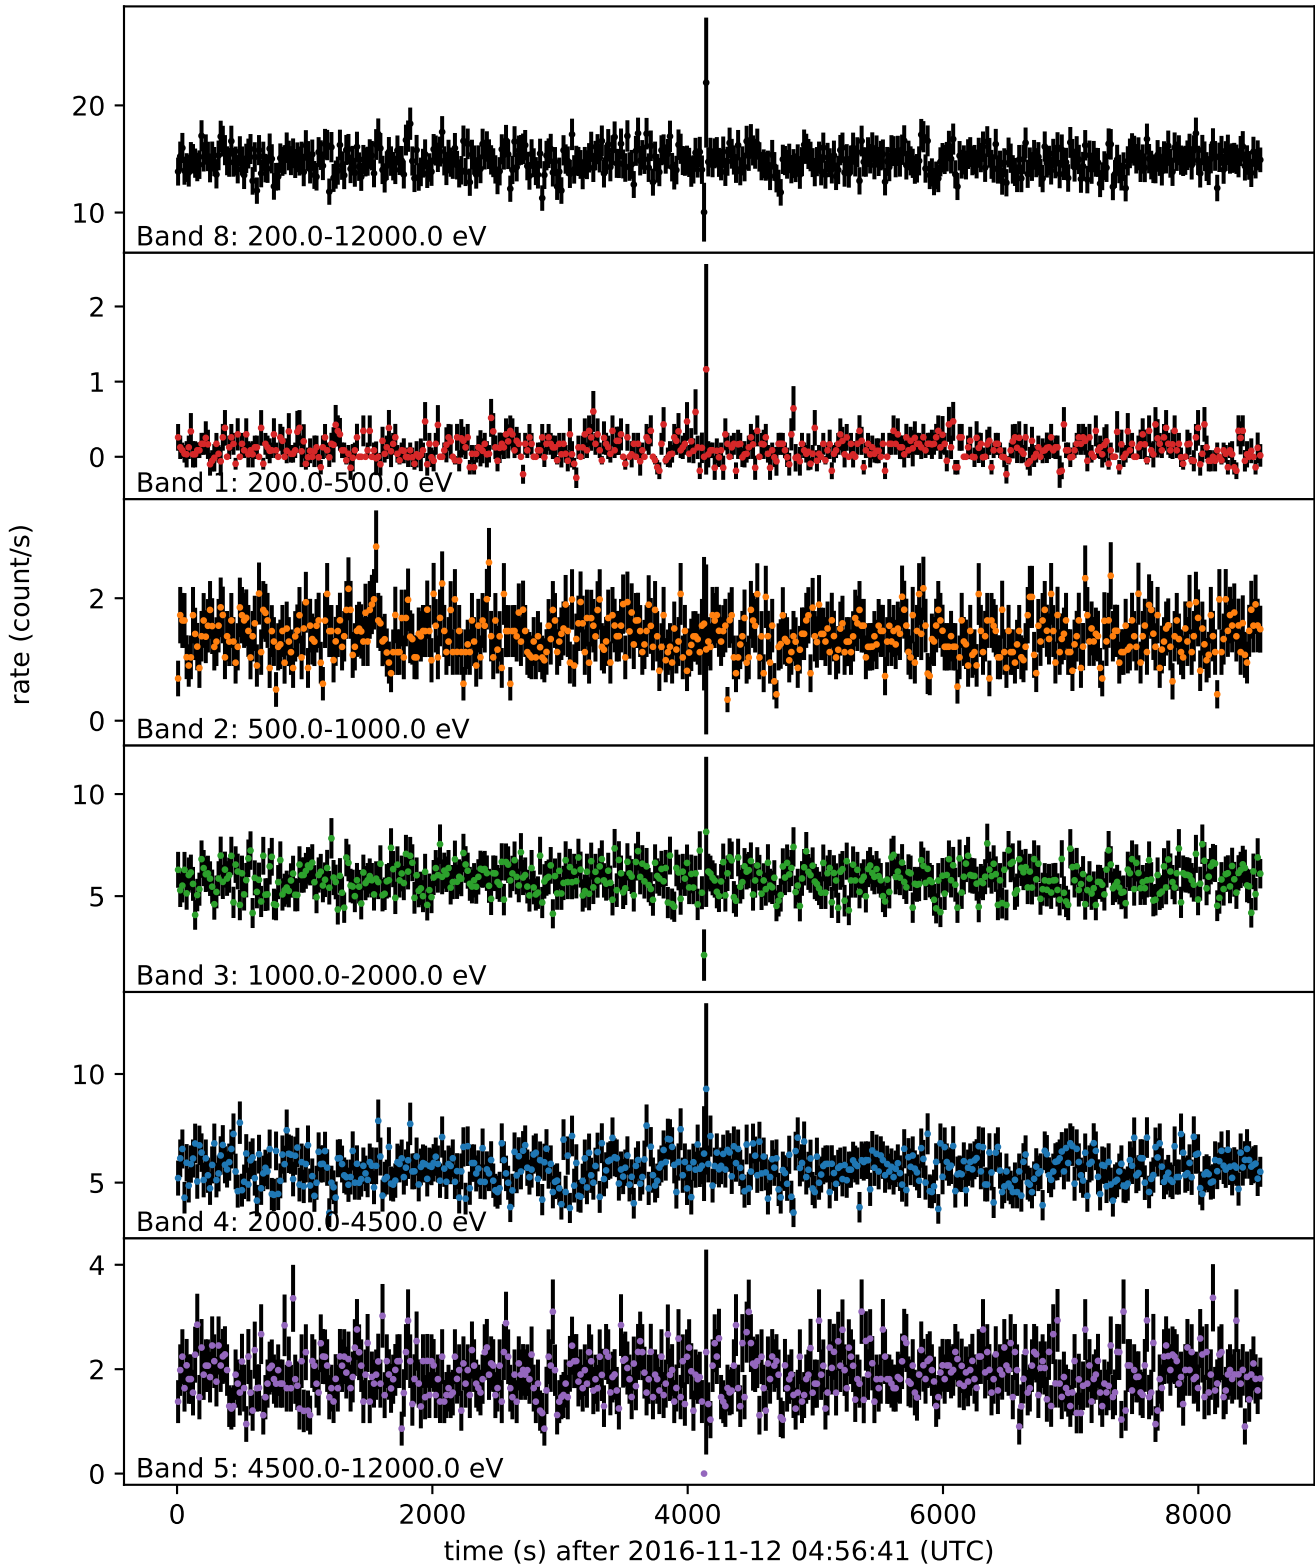 20
10
Band 8: 200.0-12000.0 eV
2
1
0
Band 1: 200.0-500.0 eV
rate (count/s)
2
0
Band 2: 500.0-1000.0 eV
10
5
Band 3: 1000.0-2000.0 eV
10
5
Band 4: 2000.0-4500.0 eV
4
2
0
Band 5: 4500.0-12000.0 eV
0 2000 4000 6000 8000
time (s) after 2016-11-12 04:56:41 (UTC)